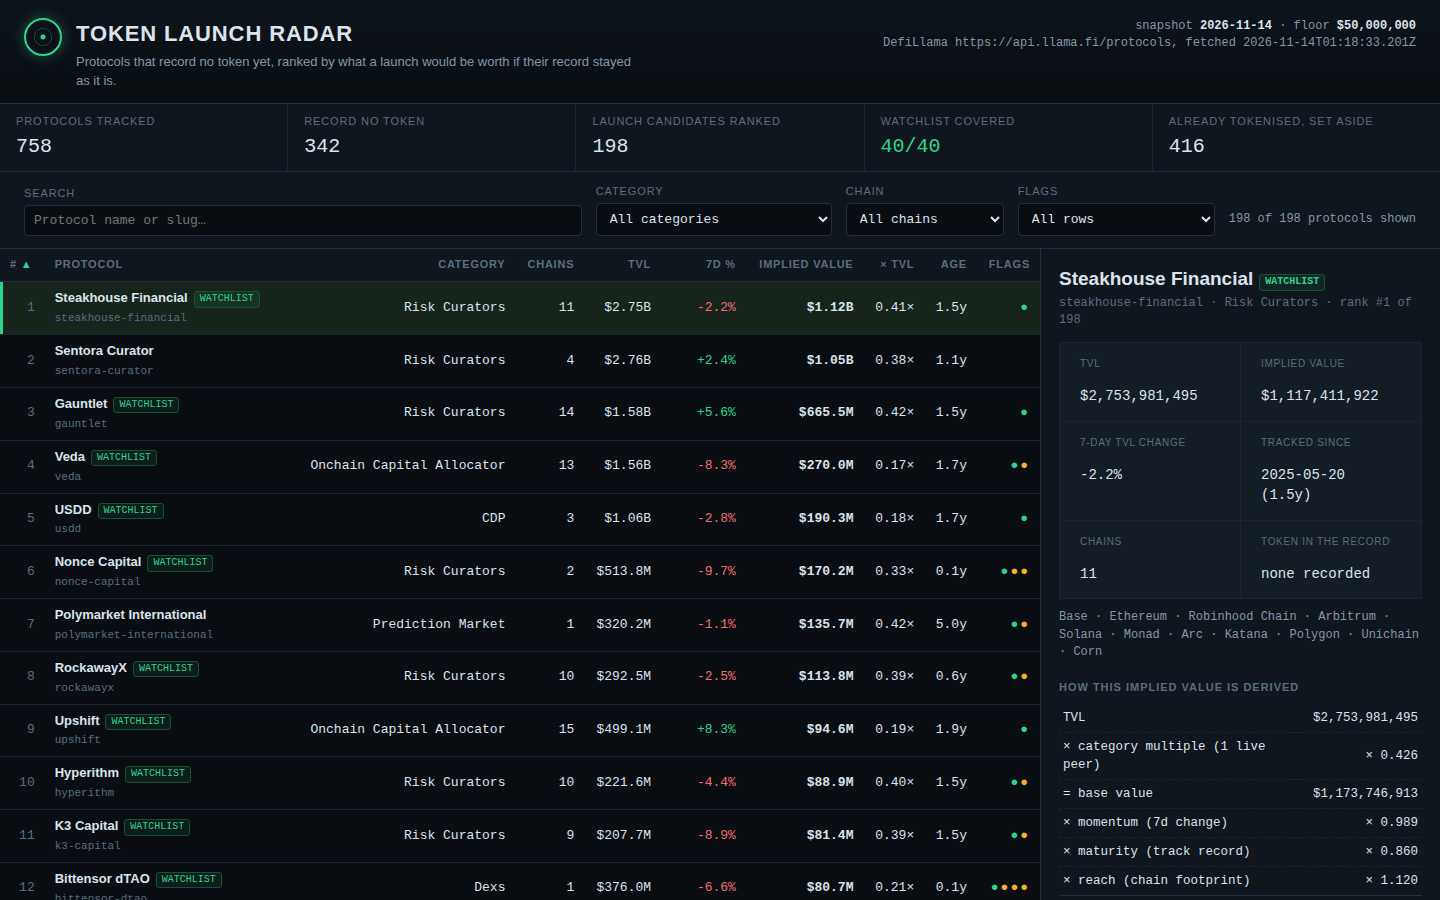 TOKEN LAUNCH RADAR
Protocols that record no token yet, ranked by what a launch would be worth if their record stayed
as it is.
snapshot 2026-11-14 · floor $50,000,000
DefiLlama https://api.llama.fi/protocols, fetched 2026-11-14T01:18:33.201Z
PROTOCOLS TRACKED
758
RECORD NO TOKEN
342
LAUNCH CANDIDATES RANKED
198
WATCHLIST COVERED
40/40
ALREADY TOKENISED, SET ASIDE
416
SEARCH
Protocol name or slug…
CATEGORY
All categories
CHAIN
All chains
FLAGS
All rows
198 of 198 protocols shown
# ▲ PROTOCOL CATEGORY CHAINS TVL 7D % IMPLIED VALUE × TVL AGE FLAGS
1 Steakhouse Financial WATCHLIST Risk Curators 11 $2.75B -2.2% $1.12B 0.41× 1.5y
steakhouse-financial
2 Sentora Curator Risk Curators 4 $2.76B +2.4% $1.05B 0.38× 1.1y
sentora-curator
3 Gauntlet WATCHLIST Risk Curators 14 $1.58B +5.6% $665.5M 0.42× 1.5y
gauntlet
4 Veda WATCHLIST Onchain Capital Allocator 13 $1.56B -8.3% $270.0M 0.17× 1.7y
veda
5 USDD WATCHLIST CDP 3 $1.06B -2.8% $190.3M 0.18× 1.7y
usdd
6 Nonce Capital WATCHLIST Risk Curators 2 $513.8M -9.7% $170.2M 0.33× 0.1y
nonce-capital
7 Polymarket International Prediction Market 1 $320.2M -1.1% $135.7M 0.42× 5.0y
polymarket-international
8 RockawayX WATCHLIST Risk Curators 10 $292.5M -2.5% $113.8M 0.39× 0.6y
rockawayx
9 Upshift WATCHLIST Onchain Capital Allocator 15 $499.1M +8.3% $94.6M 0.19× 1.9y
upshift
10 Hyperithm WATCHLIST Risk Curators 10 $221.6M -4.4% $88.9M 0.40× 1.5y
hyperithm
11 K3 Capital WATCHLIST Risk Curators 9 $207.7M -8.9% $81.4M 0.39× 1.5y
k3-capital
12 Bittensor dTAO WATCHLIST Dexs 1 $376.0M -6.6% $80.7M 0.21× 0.1y
bittensor-dtao
Steakhouse Financial WATCHLIST
steakhouse-financial · Risk Curators · rank #1 of
198
TVL
$2,753,981,495
IMPLIED VALUE
$1,117,411,922
7-DAY TVL CHANGE
-2.2%
TRACKED SINCE
2025-05-20
(1.5y)
CHAINS
11
TOKEN IN THE RECORD
none recorded
Base · Ethereum · Robinhood Chain · Arbitrum ·
Solana · Monad · Arc · Katana · Polygon · Unichain
· Corn
HOW THIS IMPLIED VALUE IS DERIVED
TVL $2,753,981,495
× category multiple (1 live
peer) × 0.426
= base value $1,173,746,913
× momentum (7d change) × 0.989
× maturity (track record) × 0.860
× reach (chain footprint) × 1.120